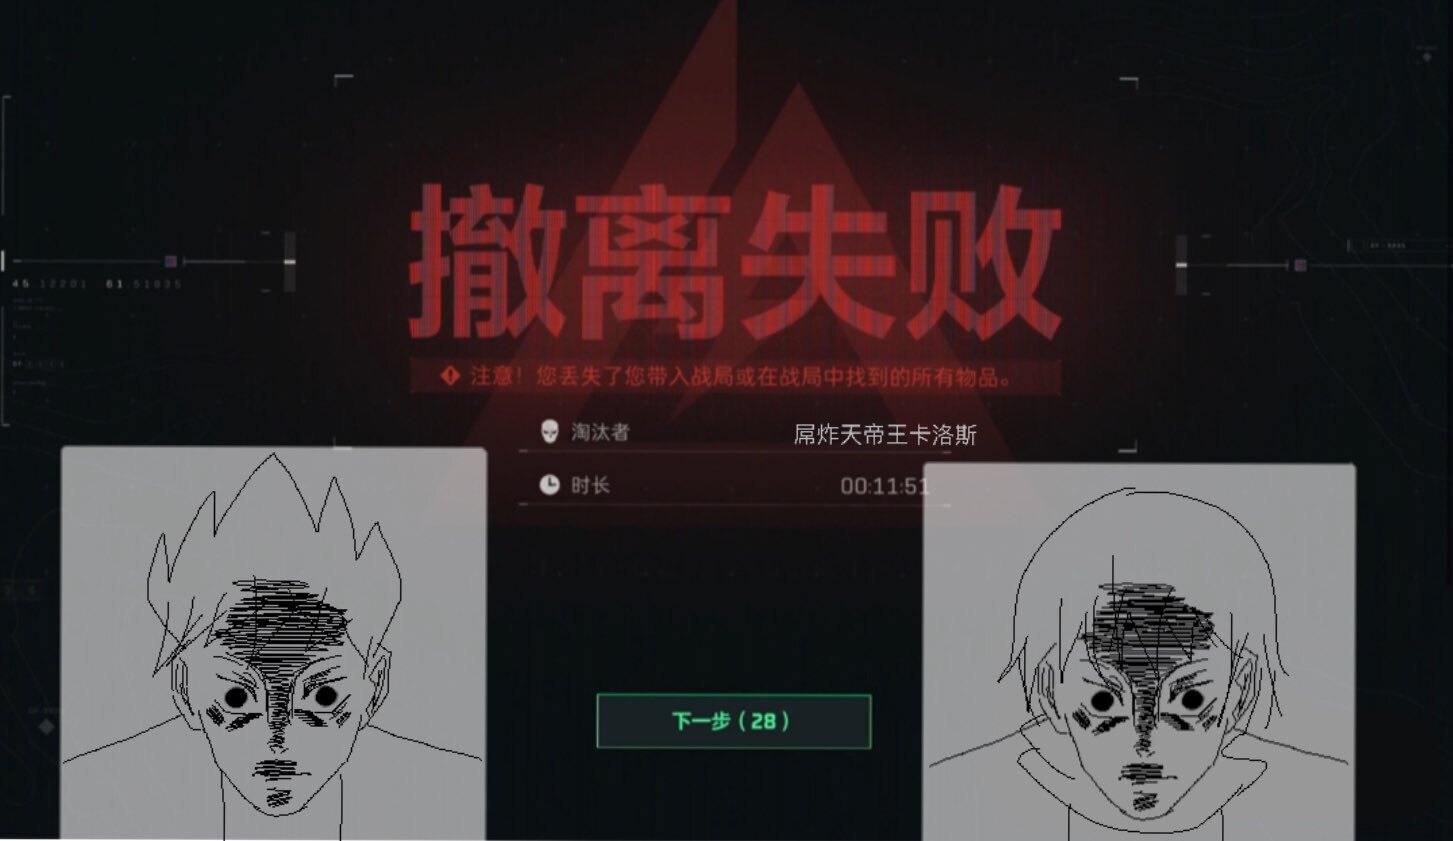 撤离失败
注意！您丢失了您带入战局或在战局中找到的所有物品。
淘汰者 屌炸天帝王卡洛斯
时长 00:11:51
45.12201 61.51835
下一步（28）